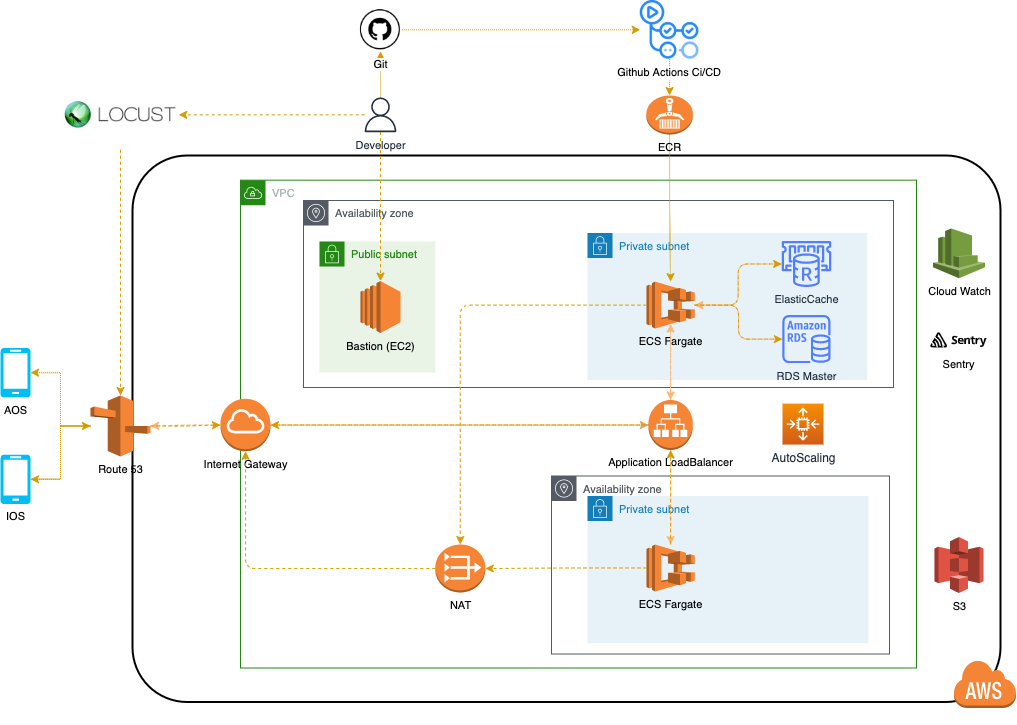 Git
Github Actions Ci/CD
LOCUST
Developer
ECR
VPC
Availability zone
Public subnet
Private subnet
R
ElasticCache
Cloud Watch
Bastion (EC2)
ECS Fargate
Amazon
RDS
RDS Master
Sentry
Sentry
AOS
Route 53
Internet Gateway
Application LoadBalancer
AutoScaling
IOS
Availability zone
Private subnet
NAT
ECS Fargate
S3
AWS